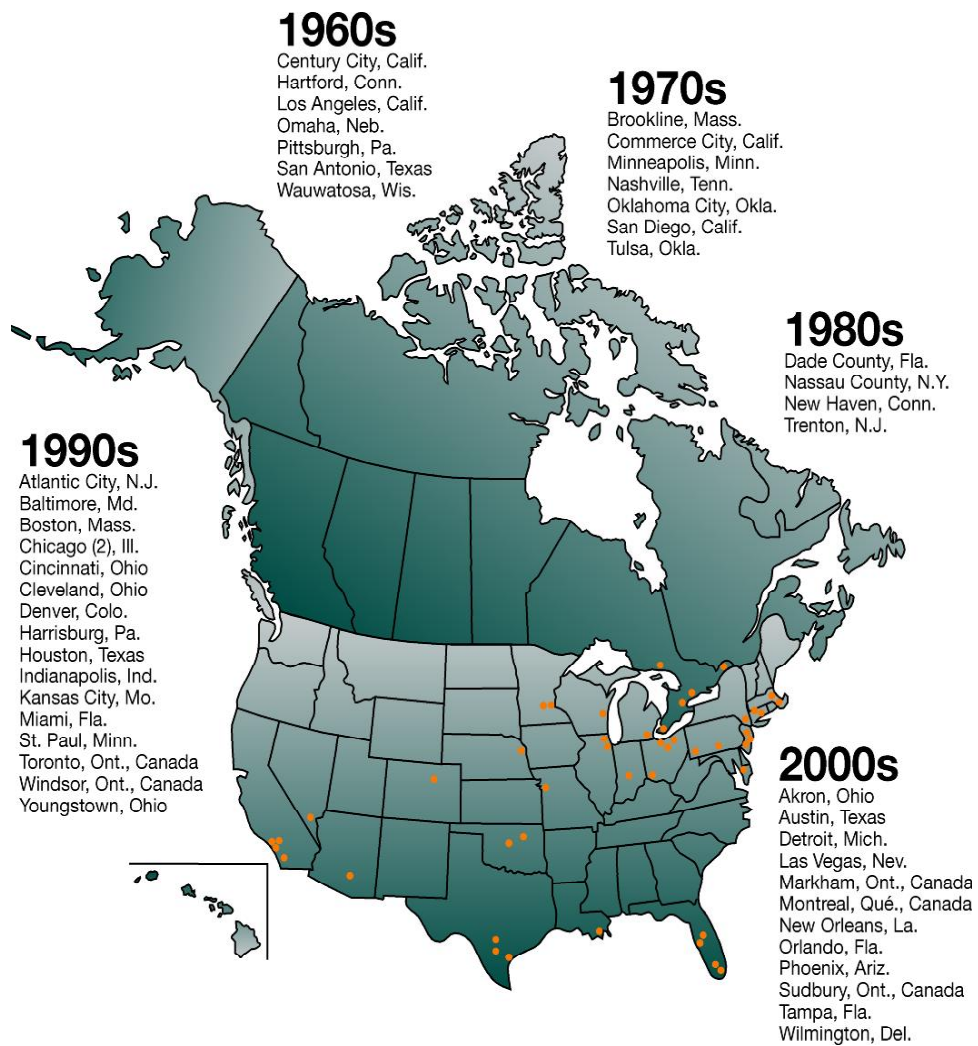 1960s
Century City, Calif.
Hartford, Conn.
Los Angeles, Calif.
Omaha, Neb.
Pittsburgh, Pa.
San Antonio, Texas
Wauwatosa, Wis.
1970s
Brookline, Mass.
Commerce City, Calif.
Minneapolis, Minn.
Nashville, Tenn.
Oklahoma City, Okla.
San Diego, Calif.
Tulsa, Okla.
1980s
Dade County, Fla.
Nassau County, N.Y.
New Haven, Conn.
Trenton, N.J.
1990s
Atlantic City, N.J.
Baltimore, Md.
Boston, Mass.
Chicago (2), Ill.
Cincinnati, Ohio
Cleveland, Ohio
Denver, Colo.
Harrisburg, Pa.
Houston, Texas
Indianapolis, Ind.
Kansas City, Mo.
Miami, Fla.
St. Paul, Minn.
Toronto, Ont., Canada
Windsor, Ont., Canada
Youngstown, Ohio
2000s
Akron, Ohio
Austin, Texas
Detroit, Mich.
Las Vegas, Nev.
Markham, Ont., Canada
Montreal, Qué., Canada
New Orleans, La.
Orlando, Fla.
Phoenix, Ariz.
Sudbury, Ont., Canada
Tampa, Fla.
Wilmington, Del.